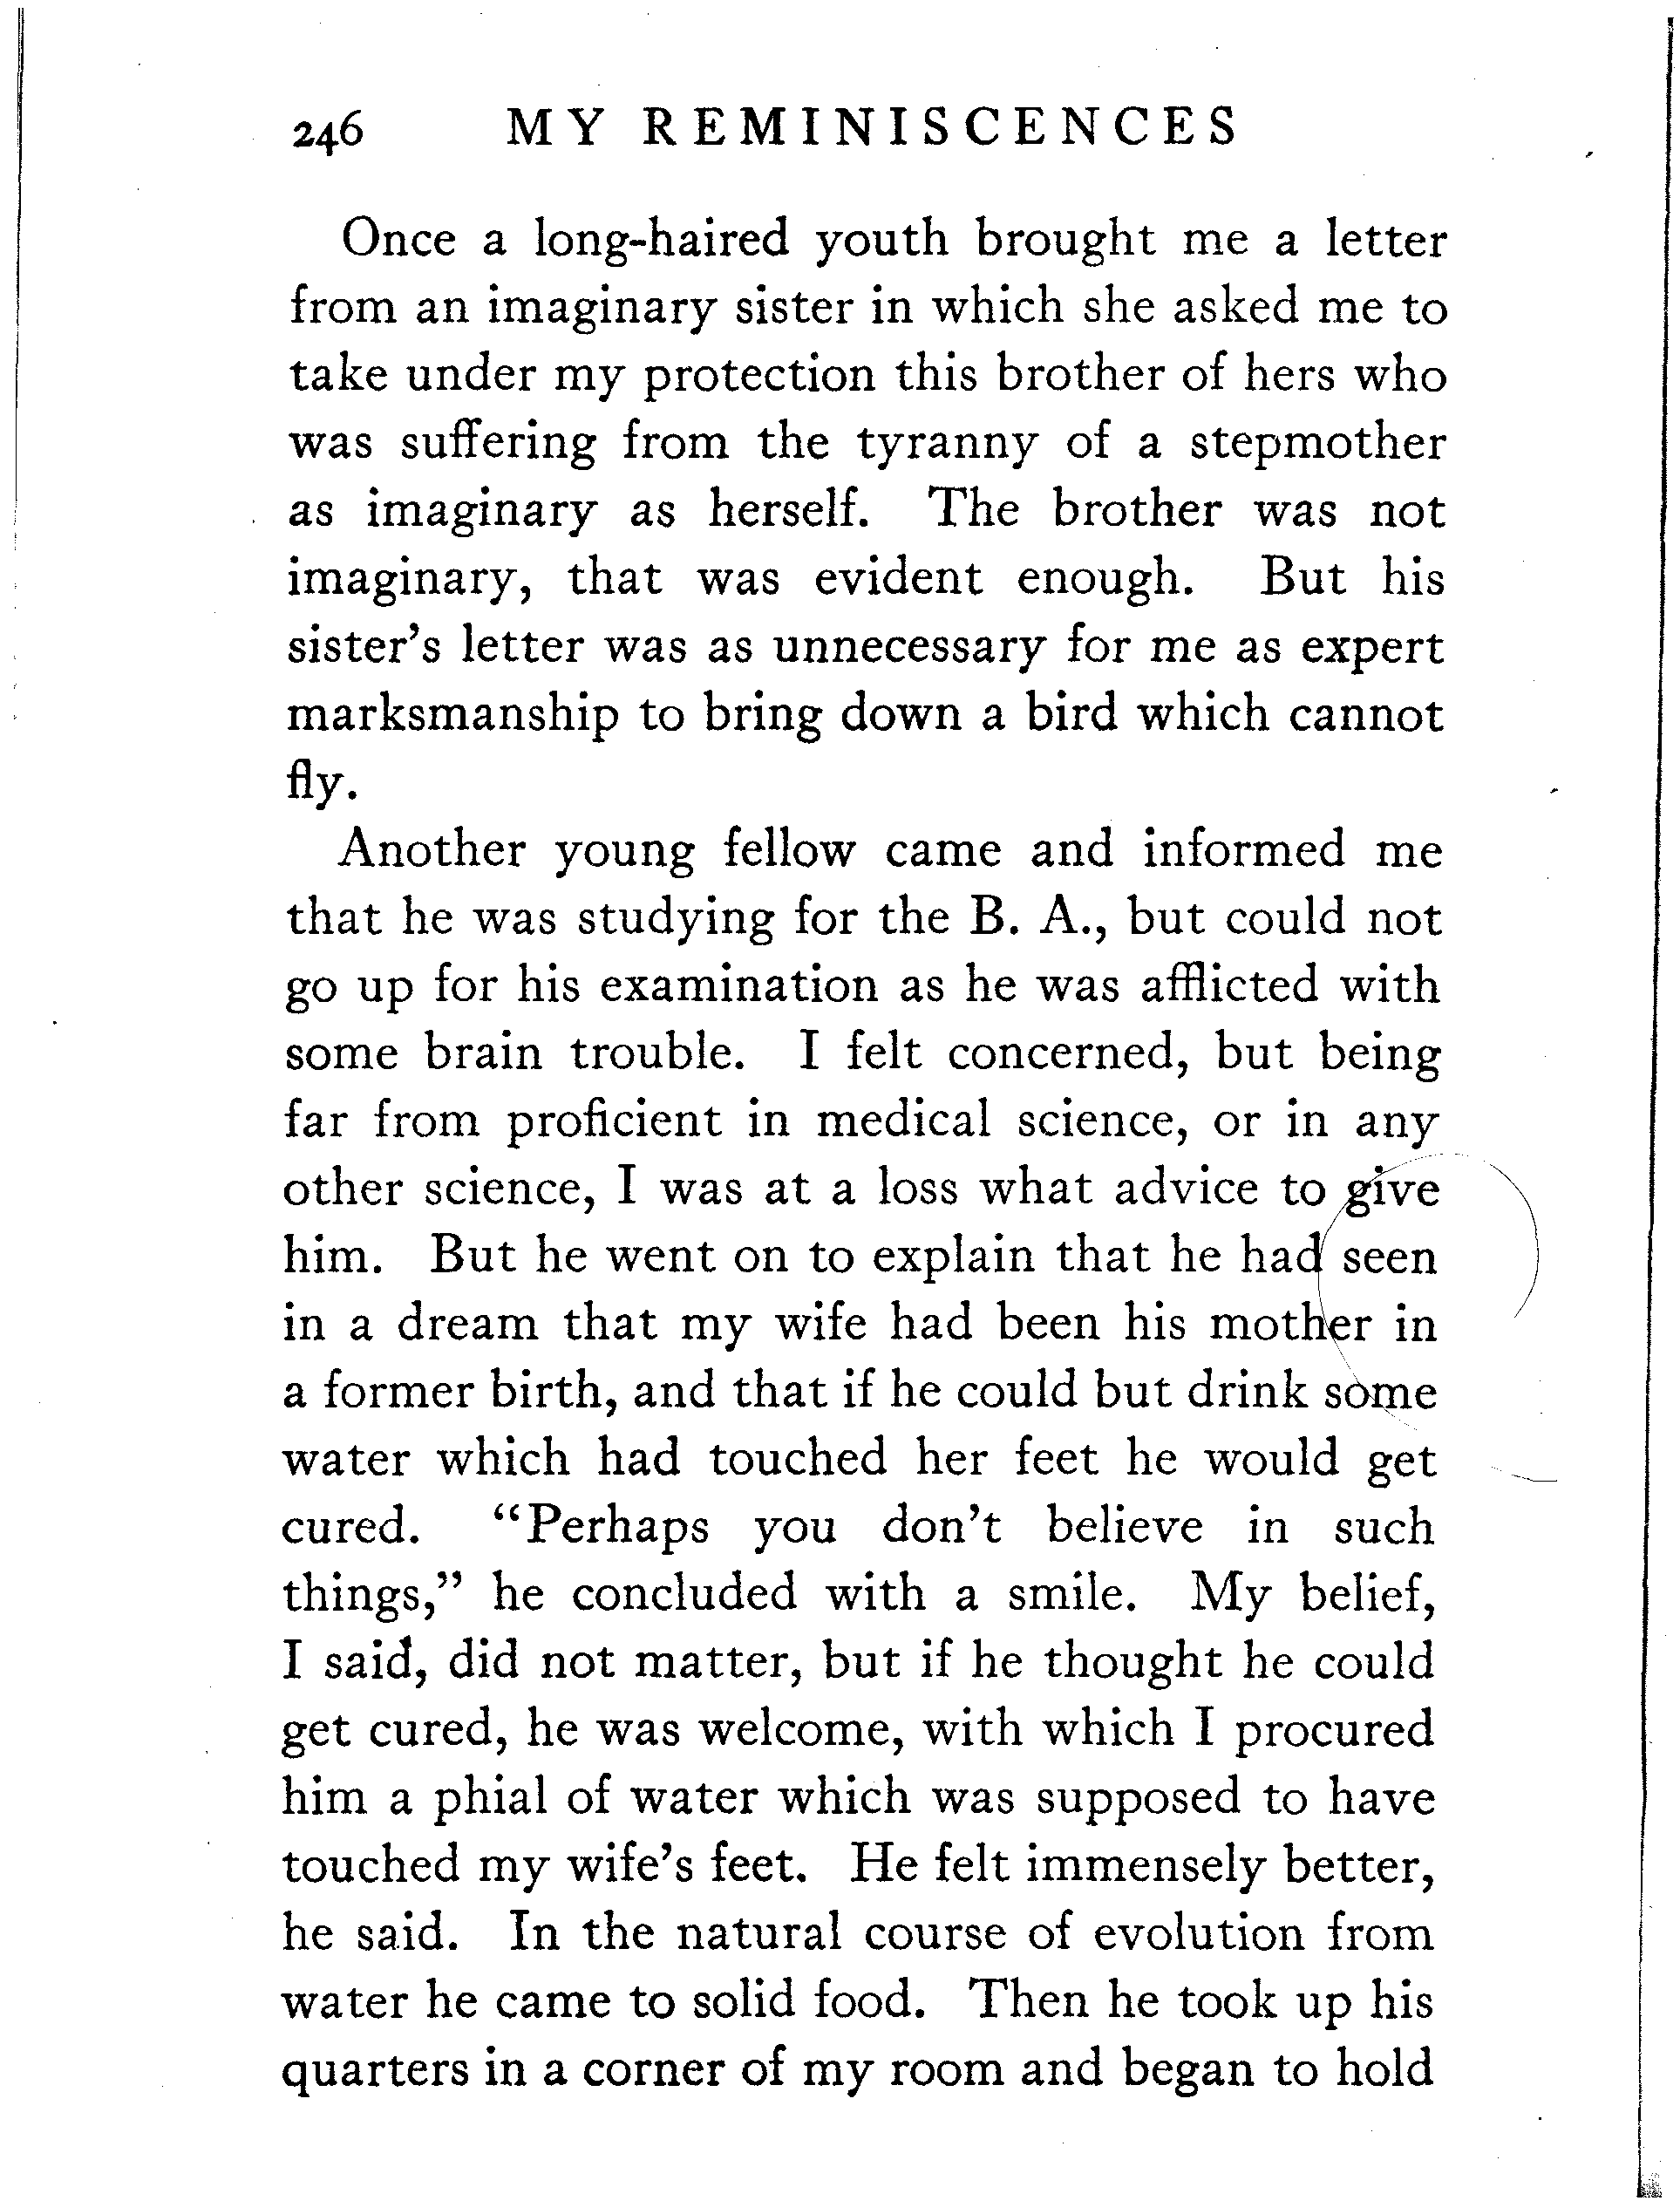 246 MY REMINISCENCES
Once a long-haired youth brought me a letter
from an imaginary sister in which she asked me to
take under my protection this brother of hers who
was suffering from the tyranny of a stepmother
as imaginary as herself. The brother was not
imaginary, that was evident enough. But his
sister's letter was as unnecessary for me as expert
marksmanship to bring down a bird which cannot
fly.
Another young fellow came and informed me
that he was studying for the B. A., but could not
go up for his examination as he was afflicted with
some brain trouble. I felt concerned, but being
far from proficient in medical science, or in any
other science, I was at a loss what advice to give
him. But he went on to explain that he had seen
in a dream that my wife had been his mother in
a former birth, and that if he could but drink some
water which had touched her feet he would get
cured. "Perhaps you don't believe in such
things," he concluded with a smile. My belief,
I said, did not matter, but if he thought he could
get cured, he was welcome, with which I procured
him a phial of water which was supposed to have
touched my wife's feet. He felt immensely better,
he said. In the natural course of evolution from
water he came to solid food. Then he took up his
quarters in a corner of my room and began to hold